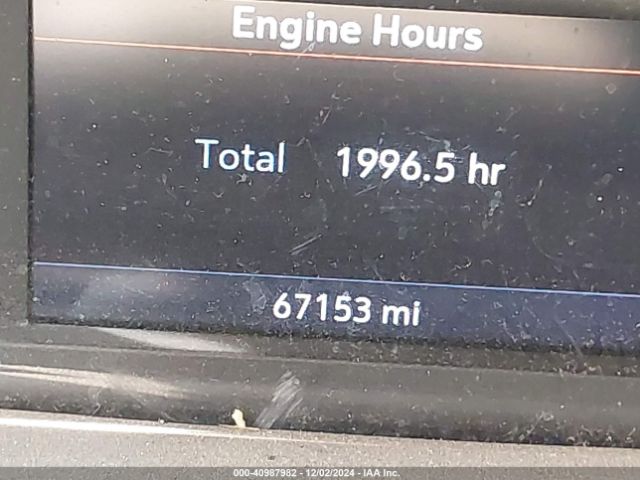 Engine Hours
Total 1996.5 hr
67153 mi
000-40987982 - 12/02/2024 - IAA Inc.